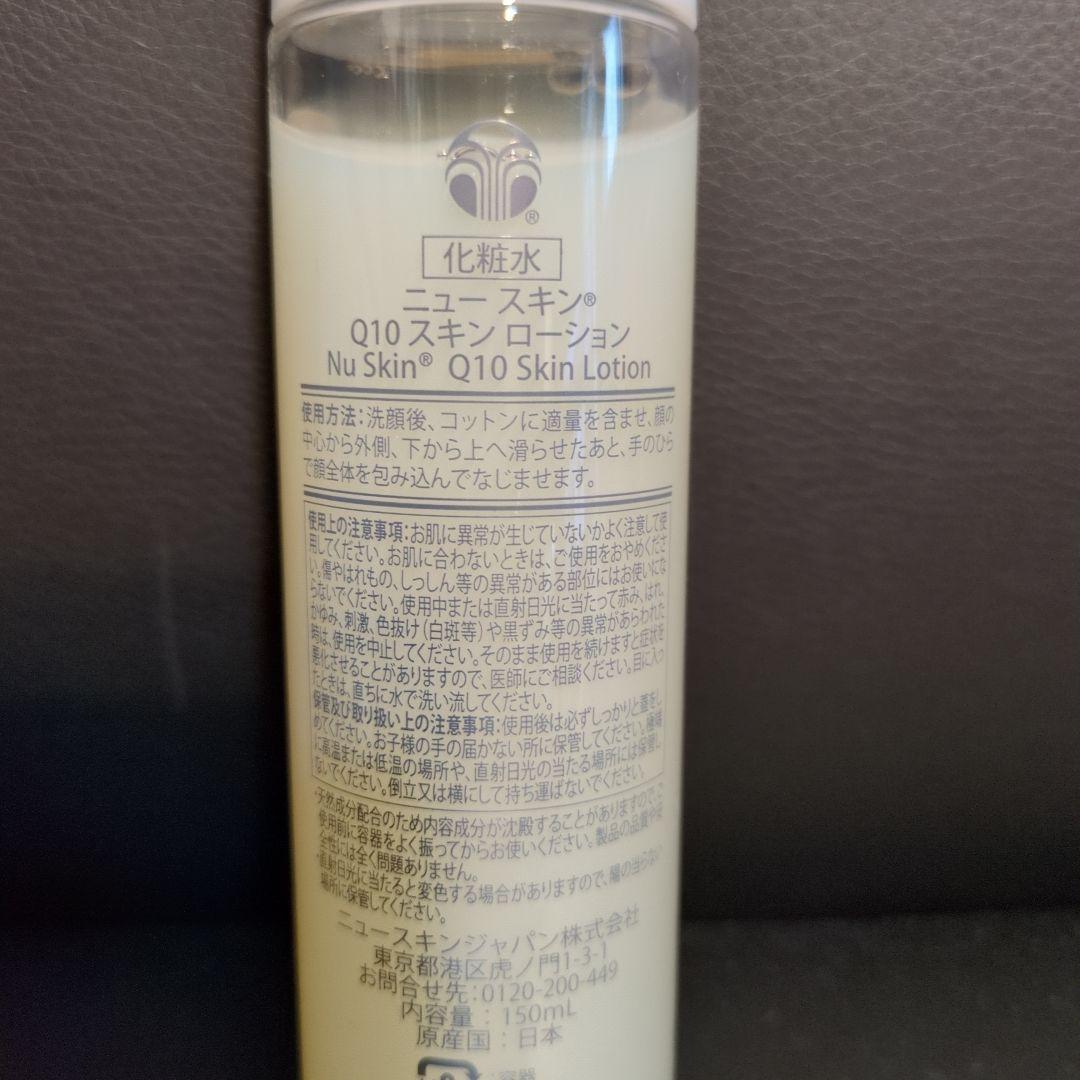 ®
化粧水
ニュー スキン®
Q10 スキン ローション
Nu Skin® Q10 Skin Lotion
使用方法：洗顔後、コットンに適量を含ませ、顔の
中心から外側、下から上へ滑らせたあと、手のひら
で顔全体を包み込んでなじませます。
使用上の注意事項：お肌に異常が生じていないかよく注意して使
用してください。お肌に合わないときは、ご使用をおやめくださ
い。傷やはれもの、しっしん等の異常がある部位にはお使いにな
らないでください。使用中または直射日光に当たって赤み、はれ、
かゆみ、刺激、色抜け（白斑等）や黒ずみ等の異常があらわれた
時は、使用を中止してください。そのまま使用を続けますと症状を
悪化させることがありますので、医師にご相談ください。目に入っ
たときは、直ちに水で洗い流してください。
保管及び取り扱い上の注意事項：使用後は必ずしっかりと蓋をし
めてください。お子様の手の届かない所に保管してください。極端
に高温または低温の場所や、直射日光の当たる場所には保管し
ないでください。倒立又は横にして持ち運ばないでください。
・天然成分配合のため内容成分が沈殿することがありますので、ご
使用前に容器をよく振ってからお使いください。製品の品質や安
全性には全く問題ありません。
・直射日光に当たると変色する場合がありますので、陽の当らない
場所に保管してください。
ニュースキンジャパン株式会社
東京都港区虎ノ門1-3-1
お問合せ先：0120-200-449
内容量：150mL
原産国：日本
：容器